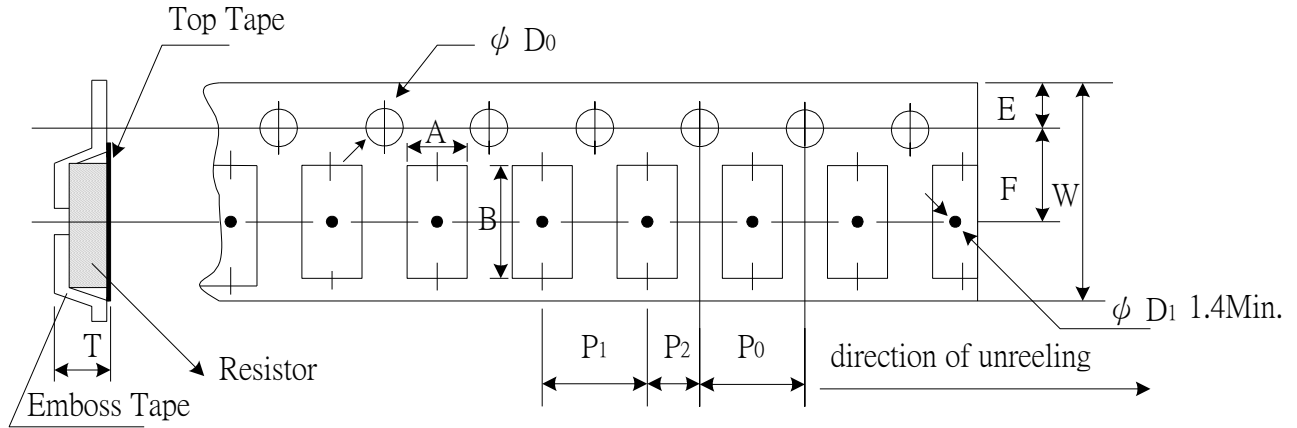 Top Tape
ψ D0
E
A
F
W
B
ψ D1 1.4Min.
T
P1
P2
P0
direction of unreeling
Resistor
Emboss Tape